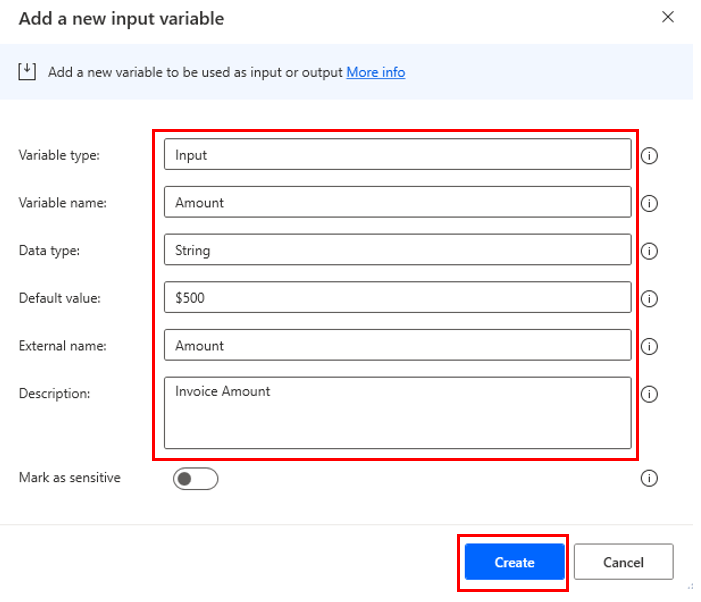 Add a new input variable
Add a new variable to be used as input or output More info
Variable type: Input
Variable name: Amount
Data type: String
Default value: $500
External name: Amount
Description: Invoice Amount
Mark as sensitive
Create Cancel